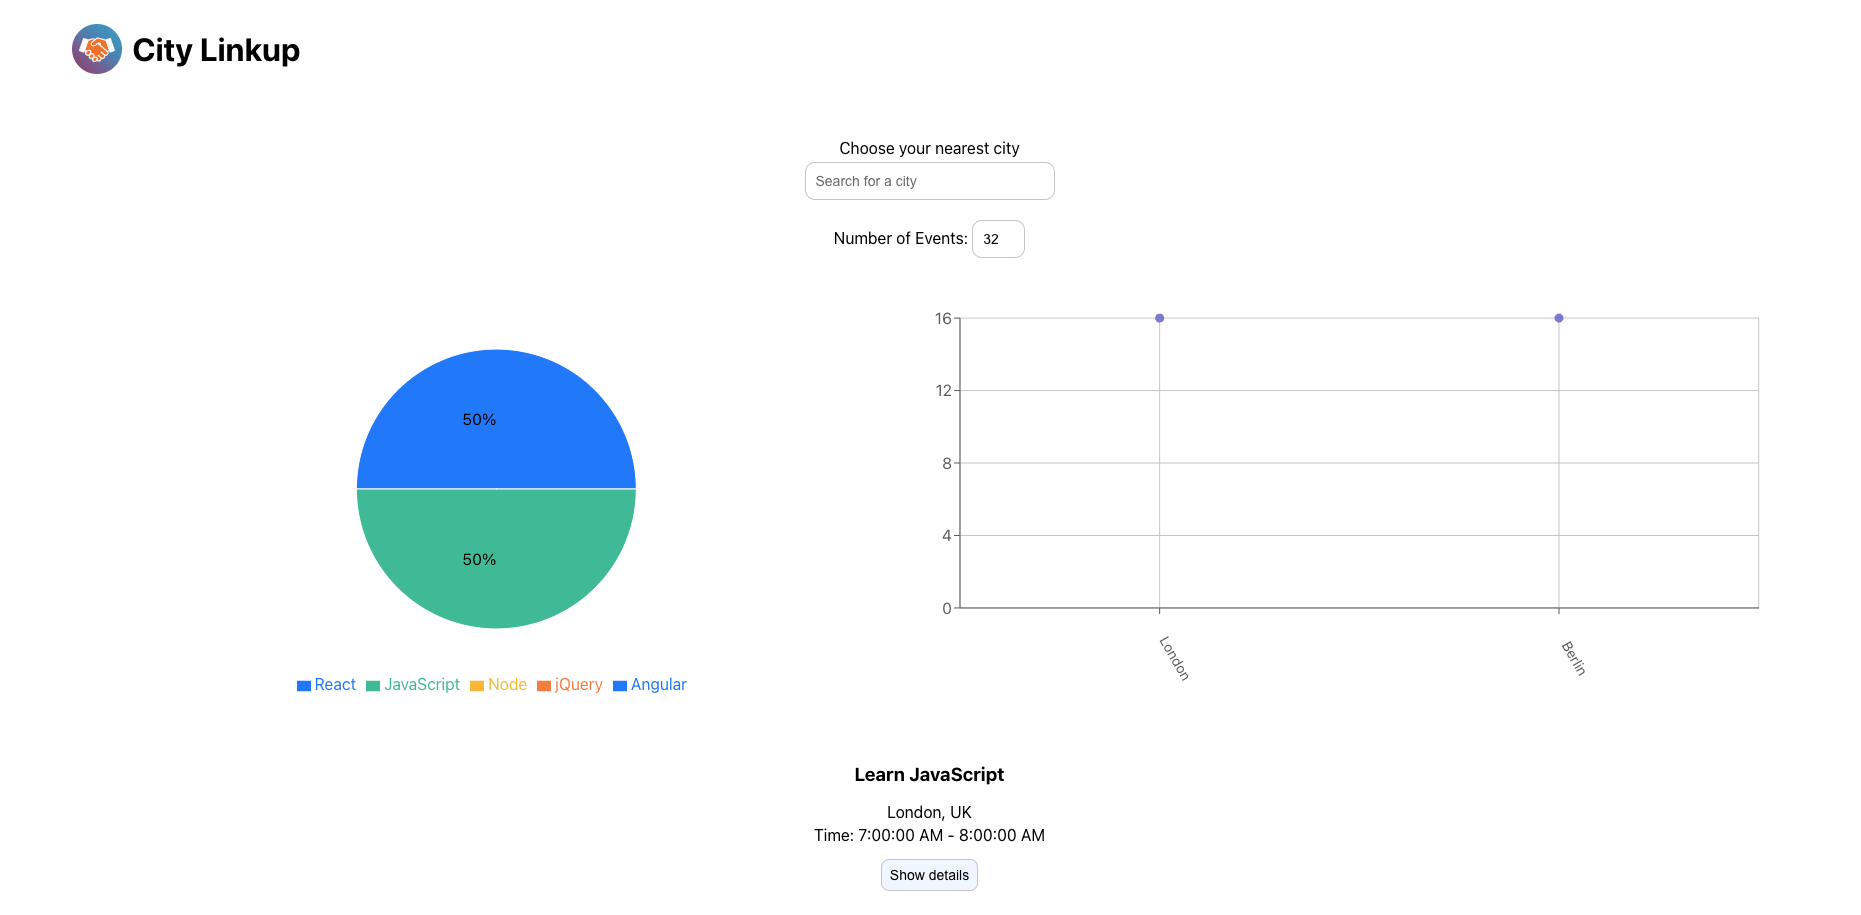 City Linkup
Choose your nearest city
Search for a city
Number of Events: 32
50%
50%
React JavaScript Node jQuery Angular
16
12
8
4
0
London
Berlin
Learn JavaScript
London, UK
Time: 7:00:00 AM - 8:00:00 AM
Show details